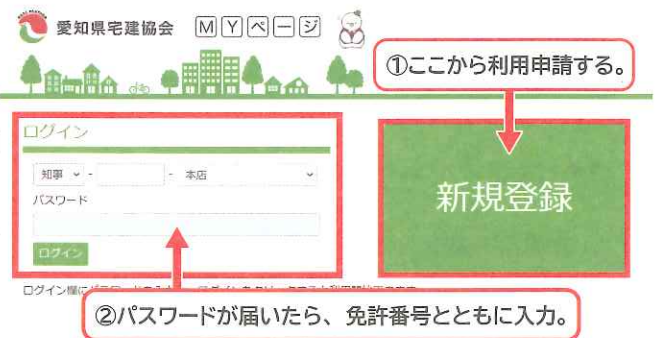 愛知県宅建協会 MYページ
①ここから利用申請する。
ログイン
知事 - - 本店
パスワード
ログイン
新規登録
②パスワードが届いたら、免許番号とともに入力。